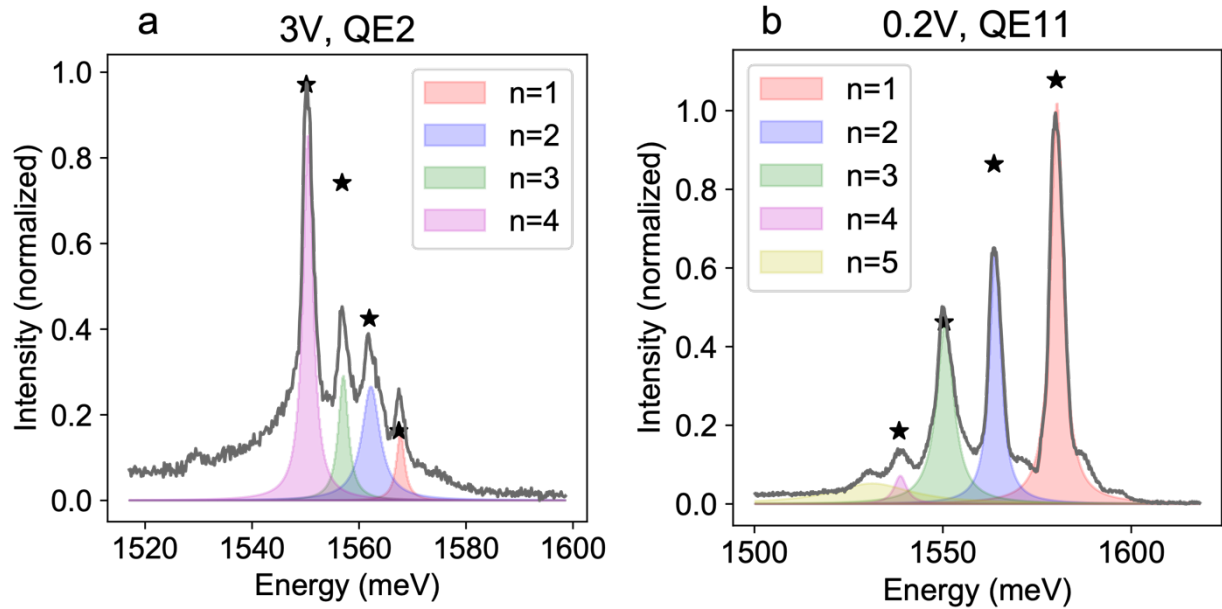 a
3V, QE2
Intensity (normalized)
1.0
0.8
0.6
0.4
0.2
0.0
n=1
n=2
n=3
n=4
1520
1540
1560
1580
1600
Energy (meV)
b
0.2V, QE11
Intensity (normalized)
1.0
0.8
0.6
0.4
0.2
0.0
n=1
n=2
n=3
n=4
n=5
1500
1550
1600
Energy (meV)